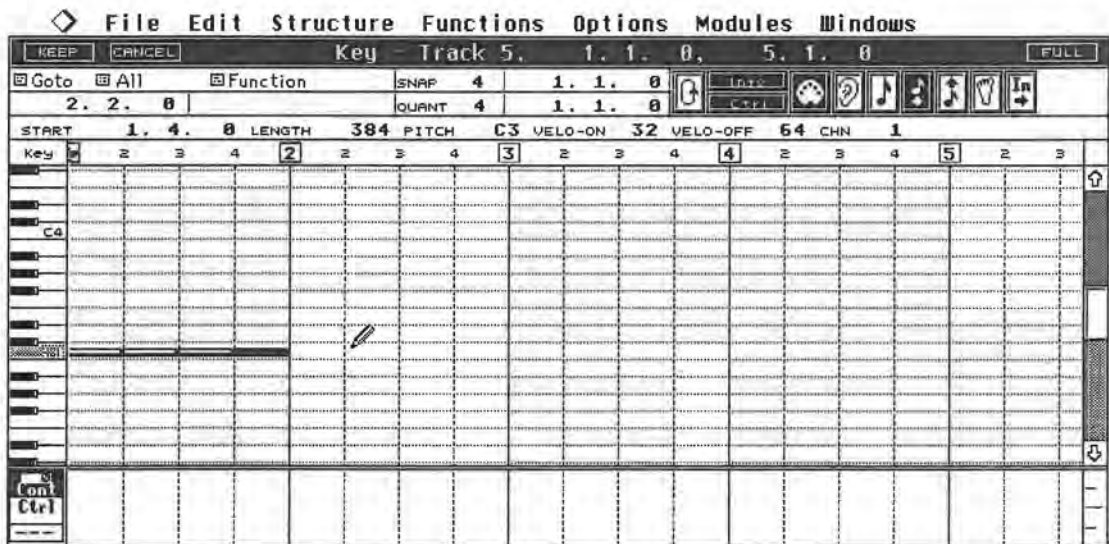 File Edit Structure Functions Options Modules Windows
KEEP CANCEL Key - Track 5, 1. 1. 0, 5. 1. 0 FULL
Goto All Function SNAP 4 1. 1. 0 Info
2. 2. 0 QUANT 4 1. 1. 0 Ctrl In
START 1. 4. 0 LENGTH 384 PITCH C3 VELO-ON 32 VELO-OFF 64 CHN 1
Key 2 3 4 2 2 3 4 3 2 3 4 4 2 3 4 5 2 3
C4
Cont
Ctrl
---